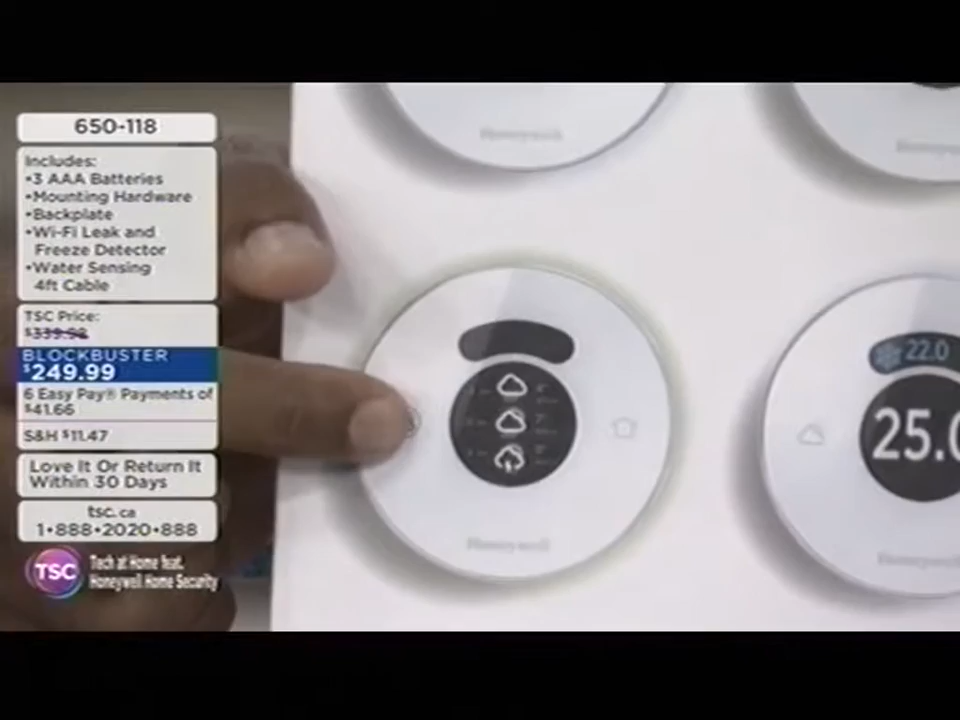 650-118
Includes:
•3 AAA Batteries
•Mounting Hardware
•Backplate
•Wi-Fi Leak and
Freeze Detector
•Water Sensing
4ft Cable
TSC Price:
$339.98
BLOCKBUSTER
$249.99
6 Easy Pay® Payments of
$41.66
S&H $11.47
Love It Or Return It
Within 30 Days
tsc.ca
1•888•2020•888
TSC
Tech at Home feat.
Honeywell Home Security
Honeywell
Honeywell
Honeywell
22.0
25.0
Honeywell